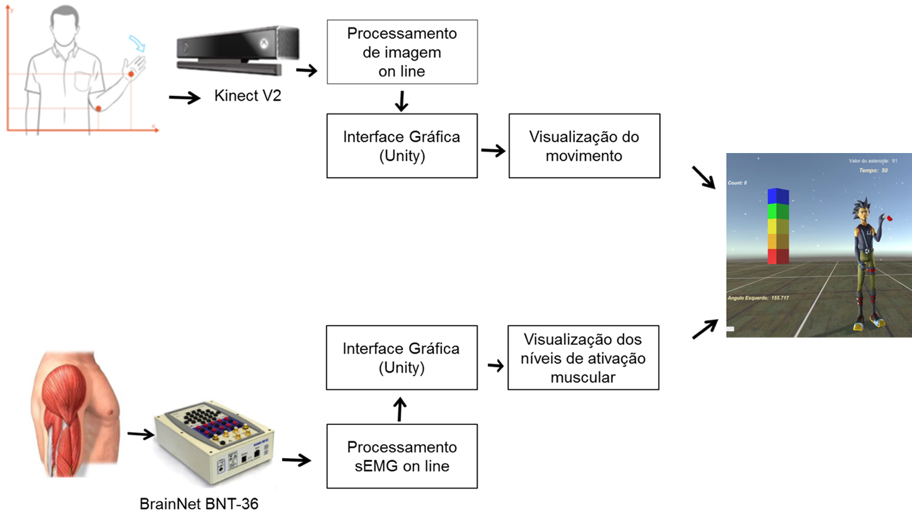 y
x
Kinect V2
Processamento
de imagem
on line
Interface Gráfica
(Unity)
Visualização do
movimento
Valor do estensote: 91
Tempo: 50
Count: 0
Angulo Esquerdo: 155.717
Interface Gráfica
(Unity)
Visualização dos
níveis de ativação
muscular
Processamento
sEMG on line
BrainNet BNT-36